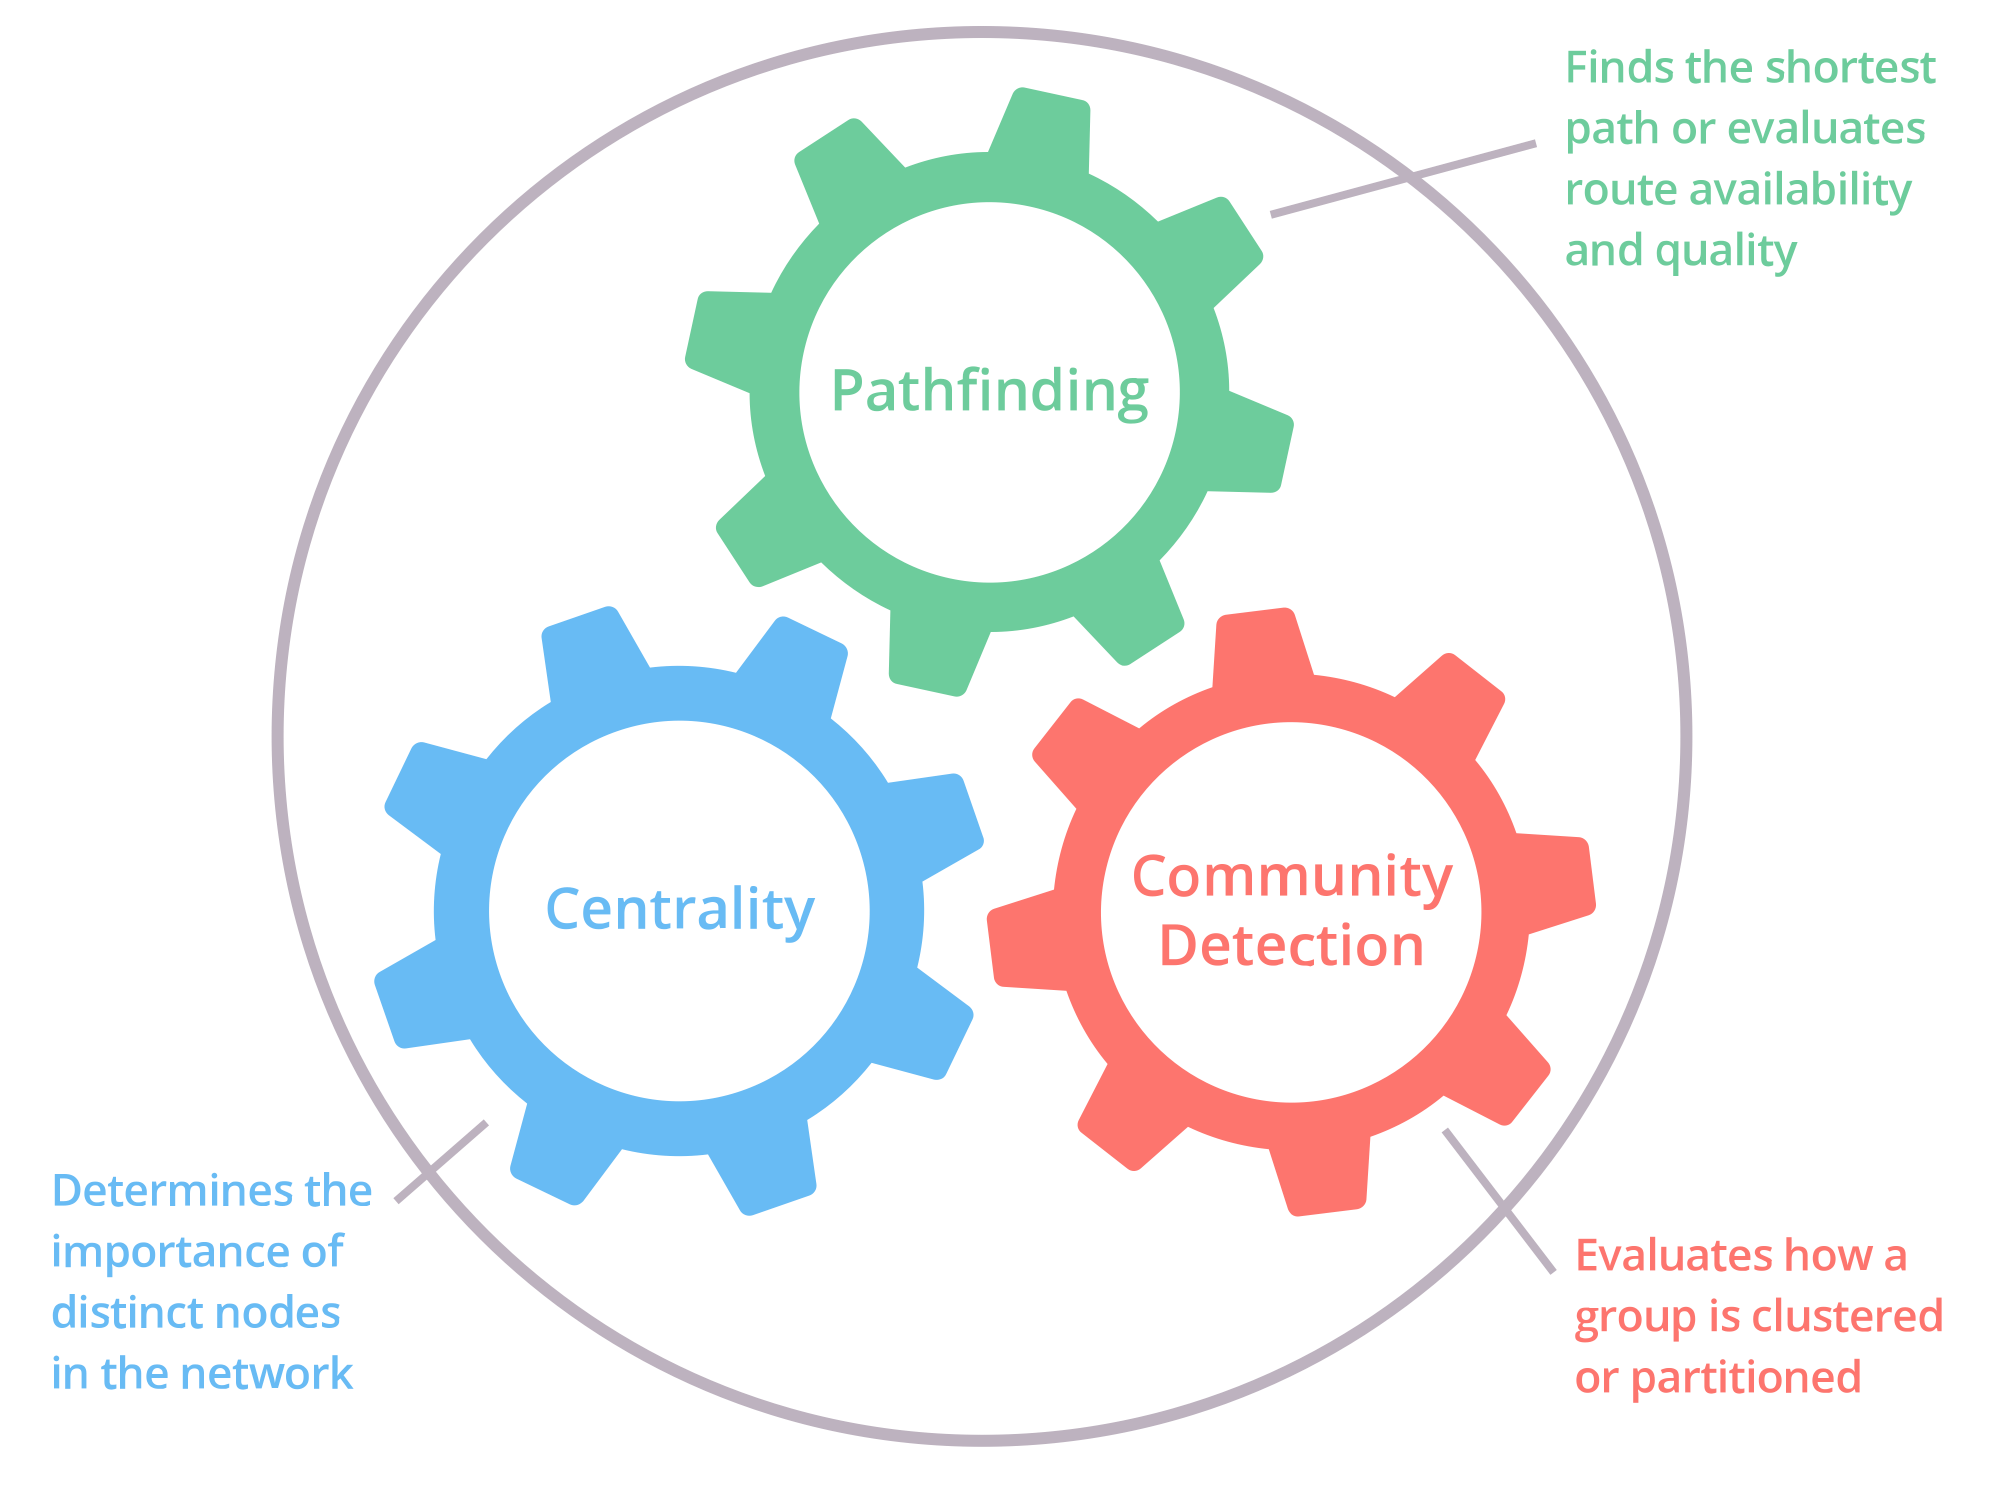 Finds the shortest
path or evaluates
route availability
and quality
Pathfinding
Centrality
Community
Detection
Determines the
importance of
distinct nodes
in the network
Evaluates how a
group is clustered
or partitioned